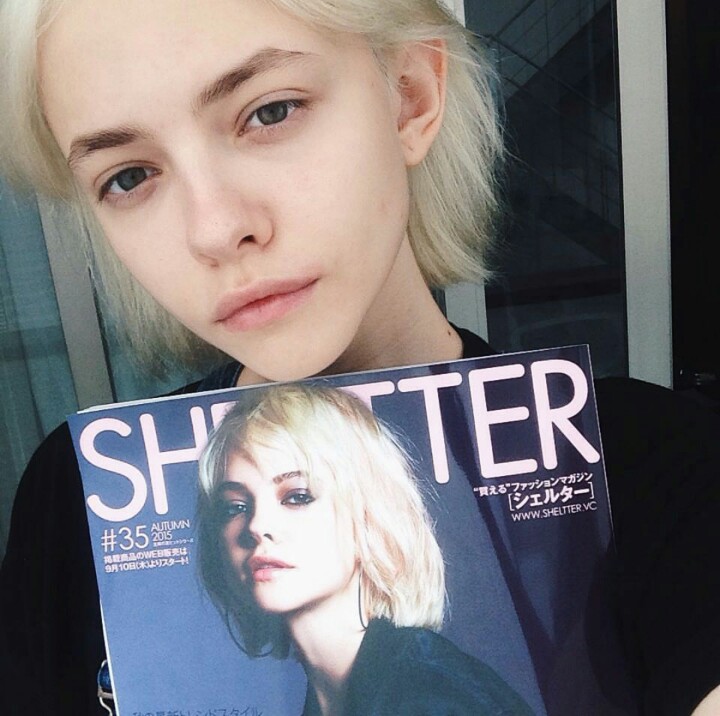 SHELTTER
#35
AUTUMN
2015
掲載商品のWEB販売は
9月10日(木)よりスタート!
"買える"ファッションマガジン
[シェルター]
WWW.SHELTTER.VC